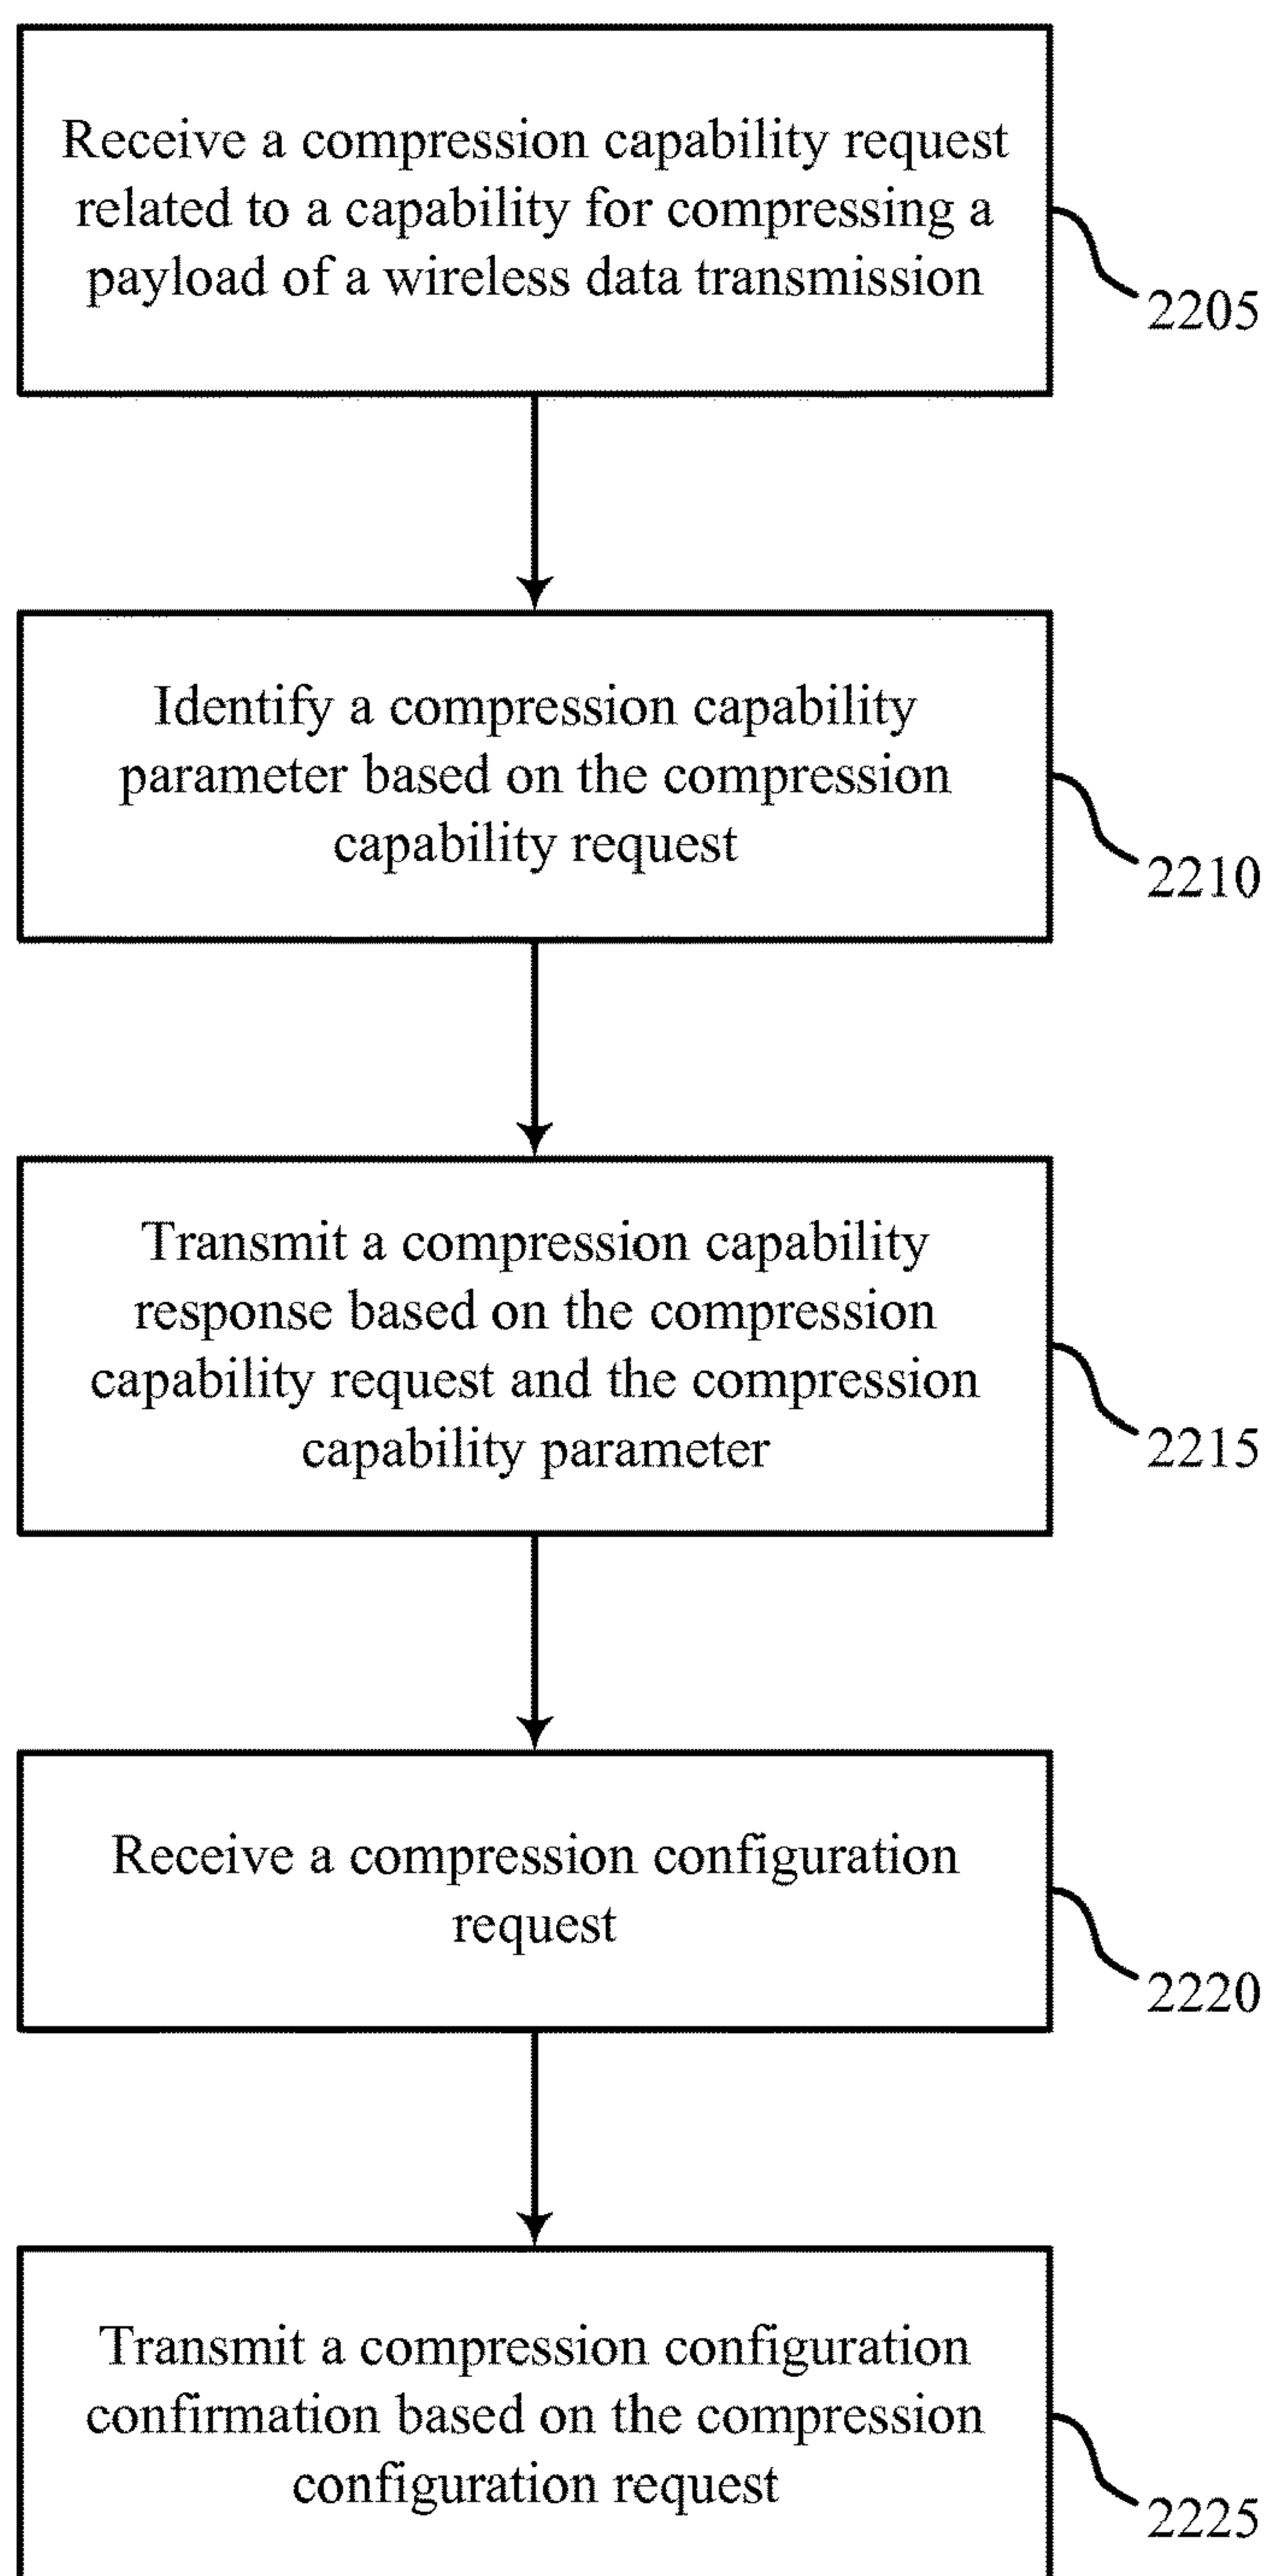 Receive a compression capability request
related to a capability for compressing a
payload of a wireless data transmission
2205
Identify a compression capability
parameter based on the compression
capability request
2210
Transmit a compression capability
response based on the compression
capability request and the compression
capability parameter
2215
Receive a compression configuration
request
2220
Transmit a compression configuration
confirmation based on the compression
configuration request
2225